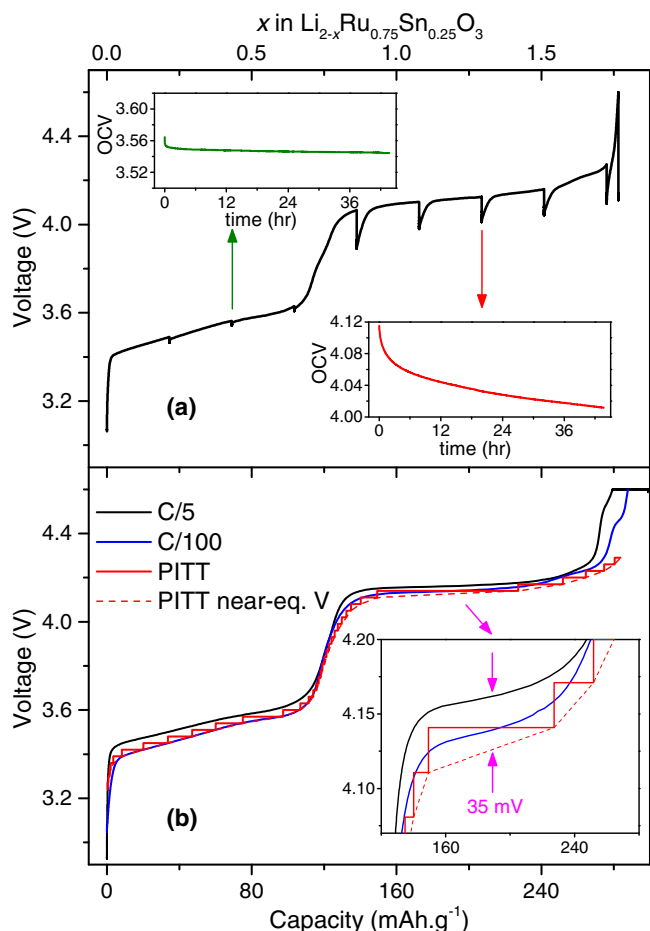 x in Li2-xRu0.75Sn0.25O3
0.0 0.5 1.0 1.5
Voltage (V)
4.4
4.0
3.6
3.2
OCV
3.60
3.56
3.52
0 12 24 36
time (hr)
OCV
4.12
4.08
4.04
4.00
0 12 24 36
time (hr)
(a)
C/5
C/100
PITT
PITT near-eq. V
Voltage (V)
4.4
4.0
3.6
3.2
4.20
4.15
4.10
35 mV
160 240
(b)
0 80 160 240
Capacity (mAh.g-1)